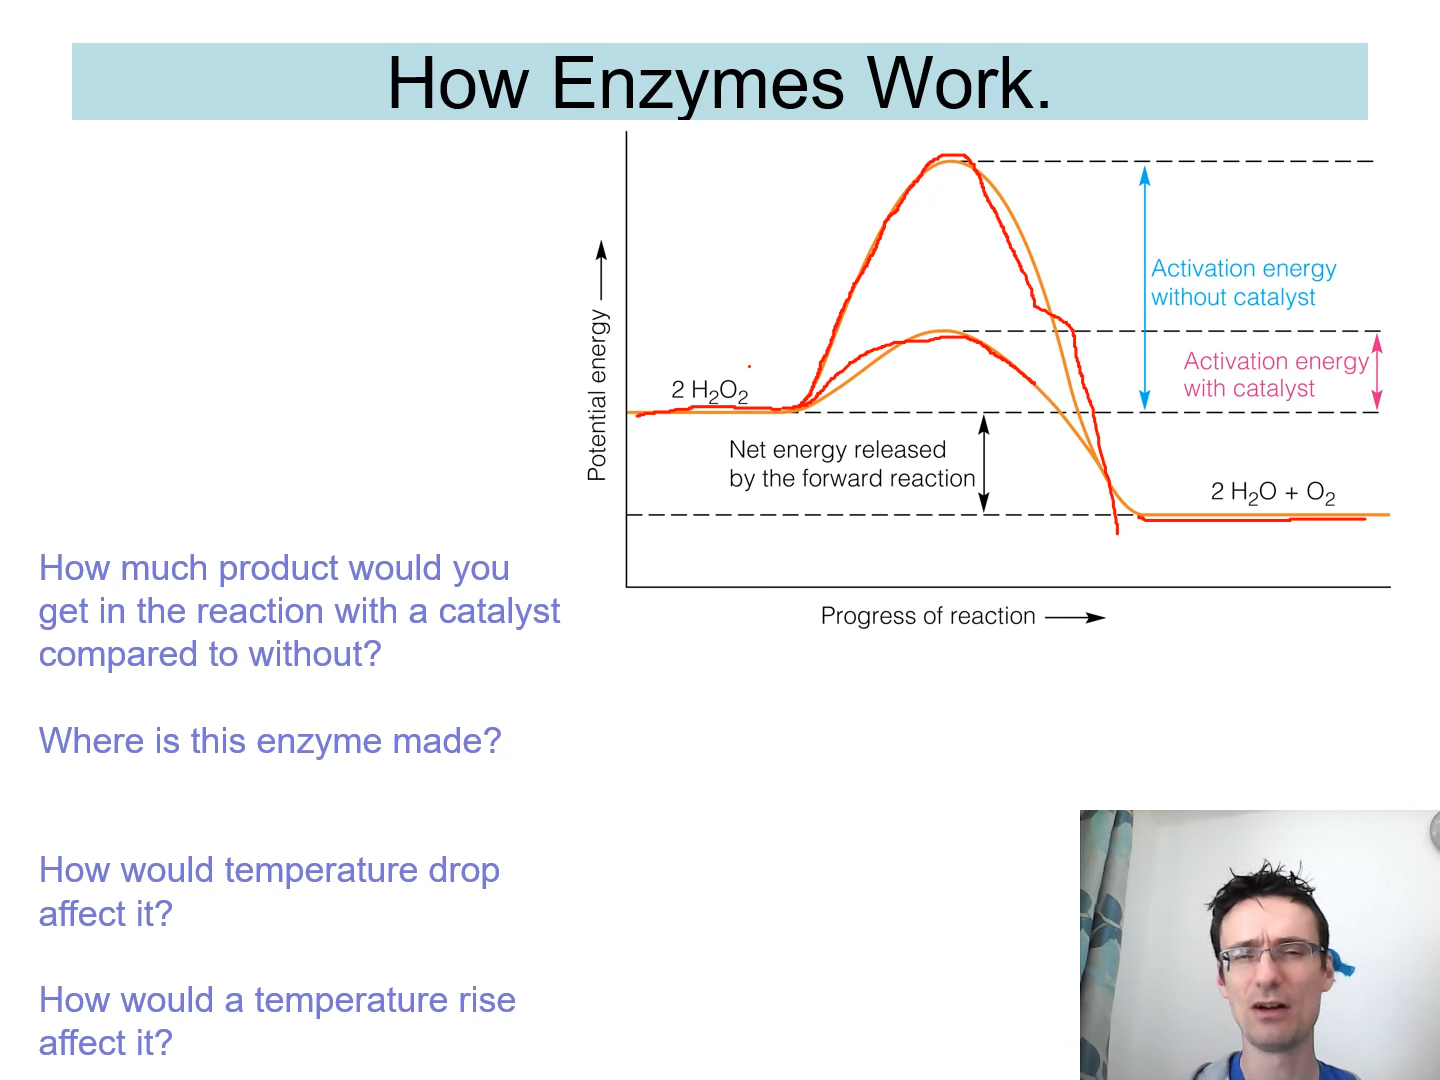 How Enzymes Work.
Potential energy
2 H₂O₂
Activation energy
without catalyst
Activation energy
with catalyst
Net energy released
by the forward reaction
2 H₂O + O₂
Progress of reaction
How much product would you
get in the reaction with a catalyst
compared to without?
Where is this enzyme made?
How would temperature drop
affect it?
How would a temperature rise
affect it?